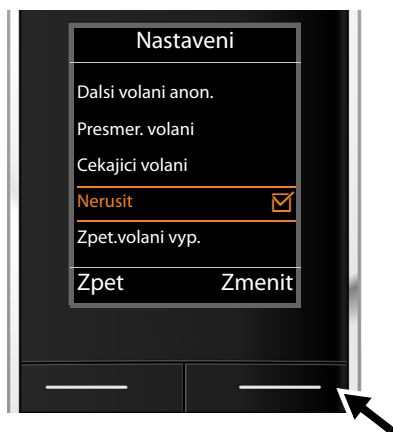 Nastaveni
Dalsi volani anon.
Presmer. volani
Cekajici volani
Nerusit
Zpet.volani vyp.
Zpet Zmenit